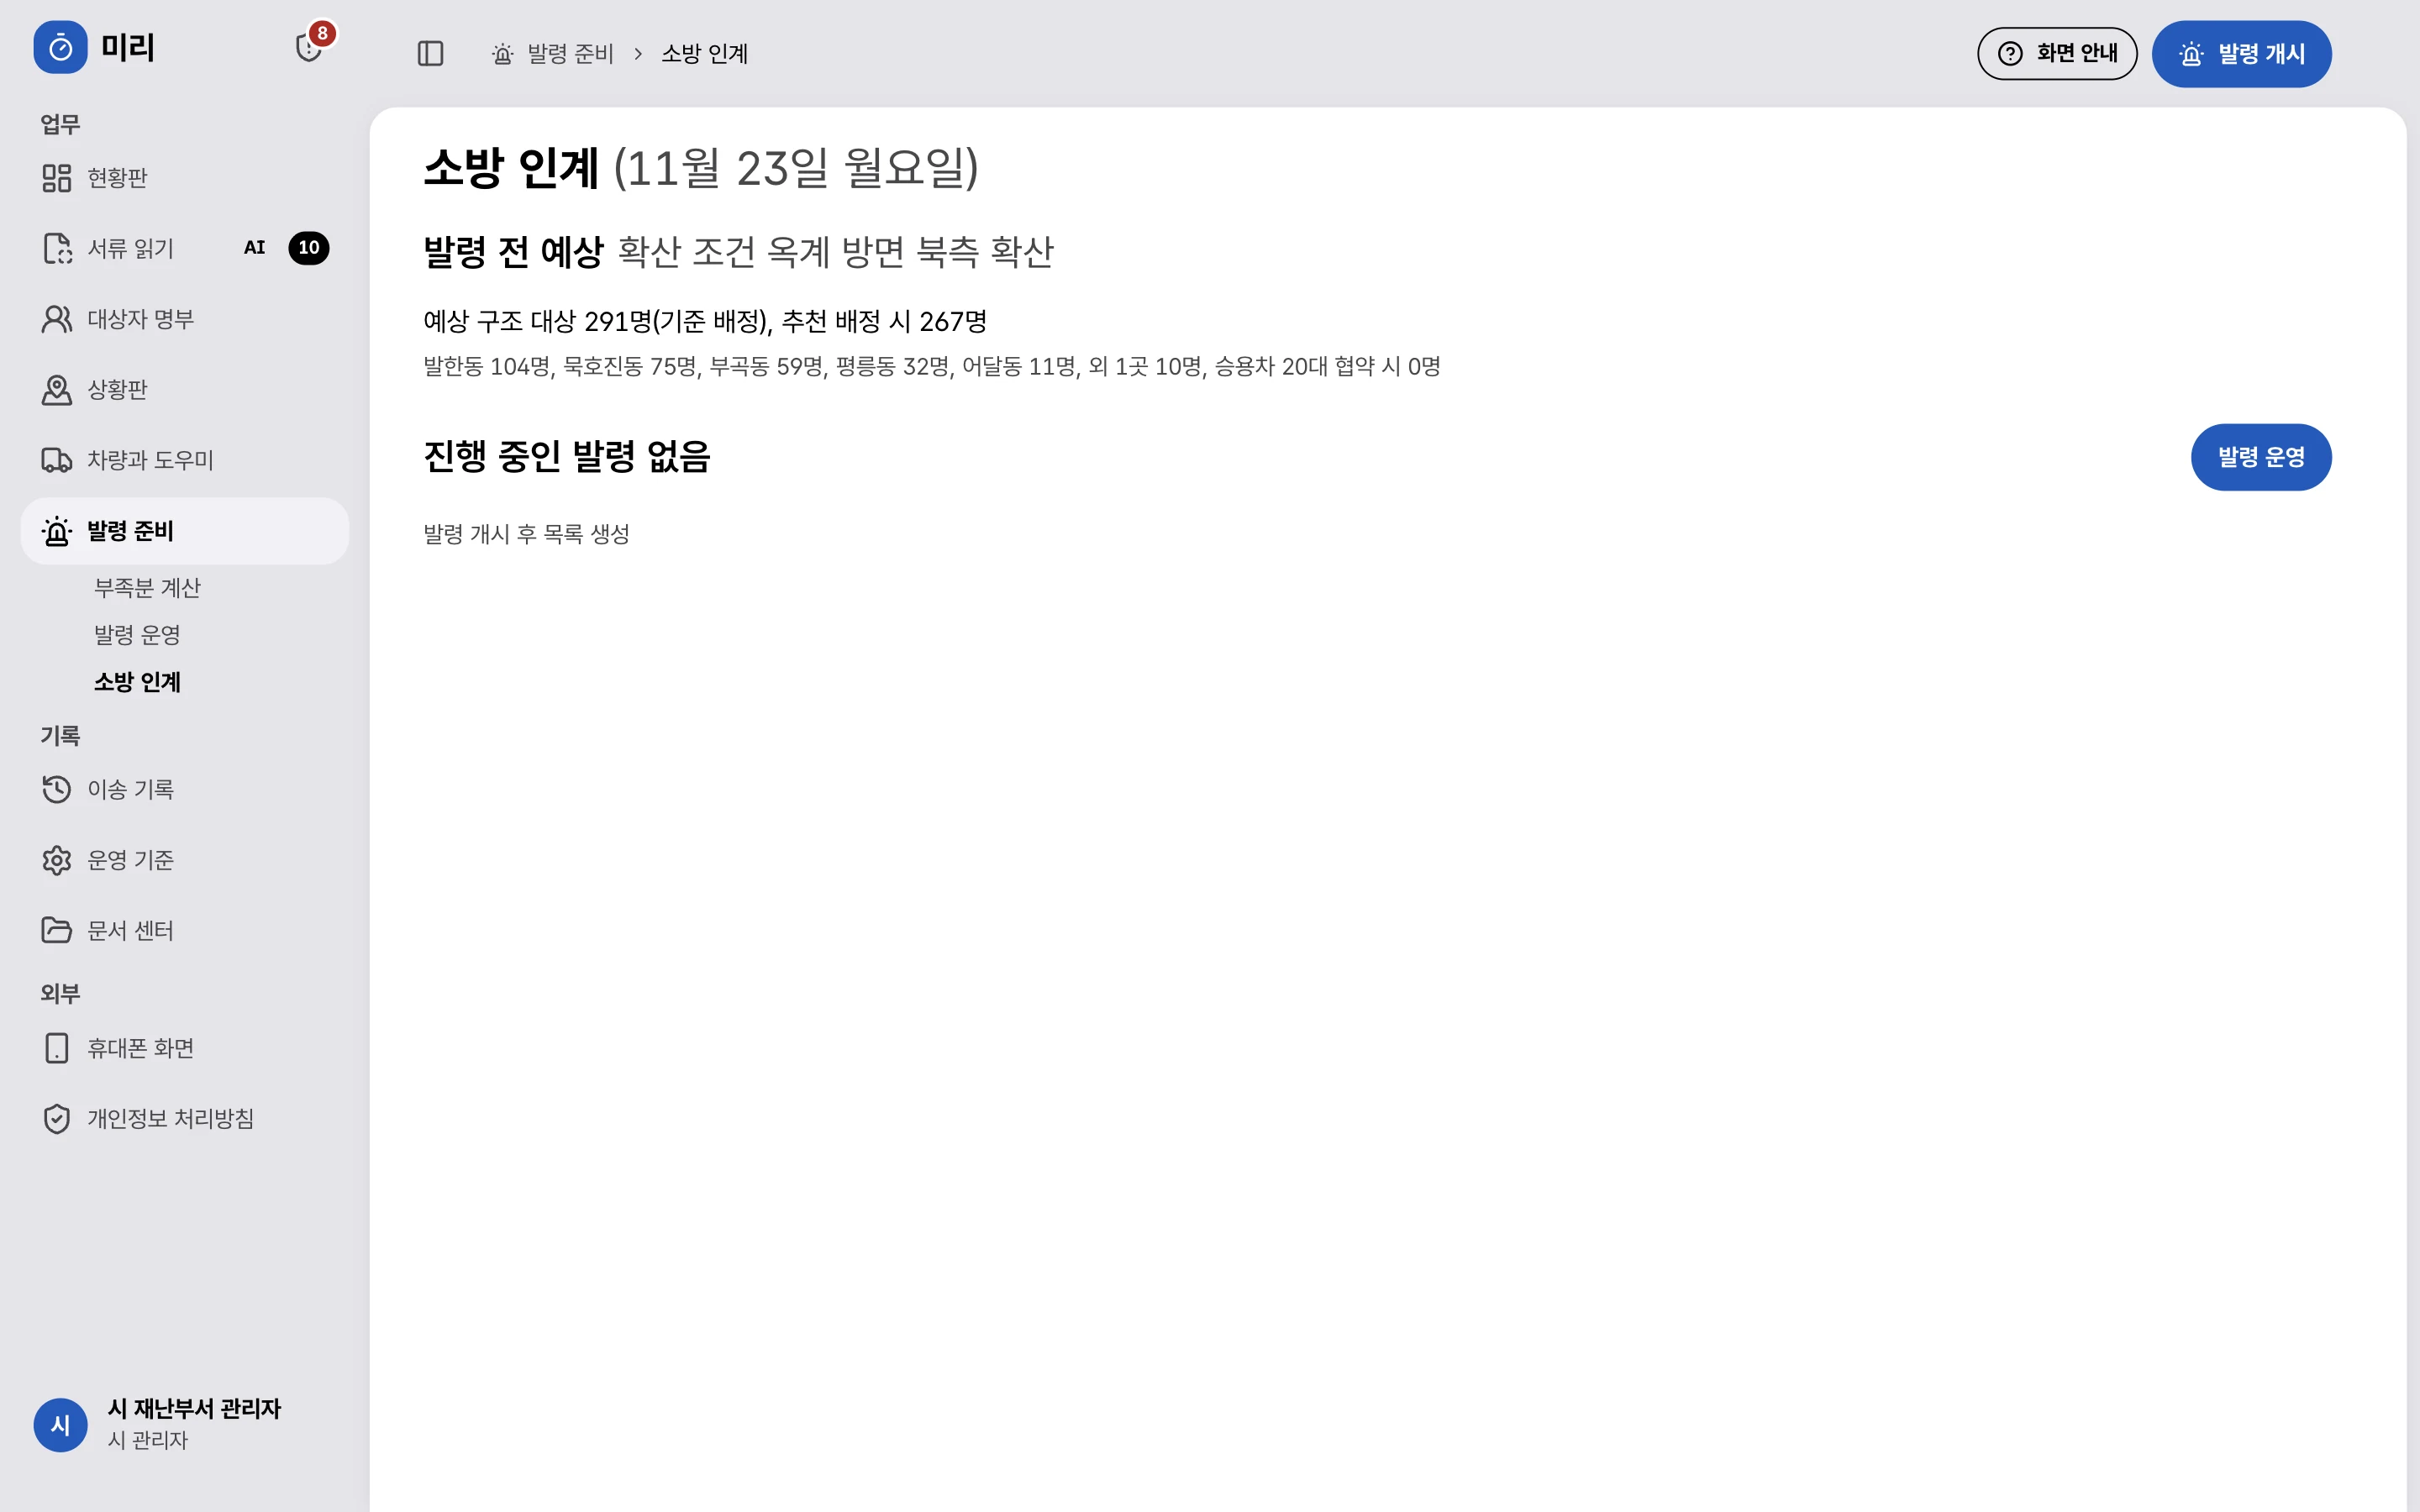 미리
8
업무
현황판
서류 읽기 AI 10
대상자 명부
상황판
차량과 도우미
발령 준비
부족분 계산
발령 운영
소방 인계
기록
이송 기록
운영 기준
문서 센터
외부
휴대폰 화면
개인정보 처리방침
시
시 재난부서 관리자
시 관리자
발령 준비 > 소방 인계
화면 안내
발령 개시
소방 인계 (11월 23일 월요일)
발령 전 예상 확산 조건 옥계 방면 북측 확산
예상 구조 대상 291명(기준 배정), 추천 배정 시 267명
발한동 104명, 묵호진동 75명, 부곡동 59명, 평릉동 32명, 어달동 11명, 외 1곳 10명, 승용차 20대 협약 시 0명
진행 중인 발령 없음
발령 운영
발령 개시 후 목록 생성